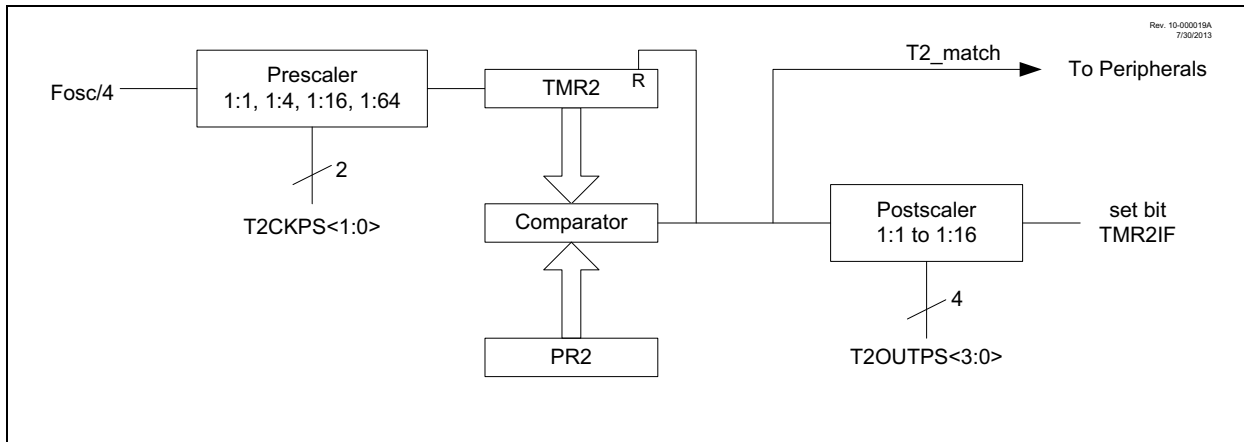 Rev. 10-000019A
7/30/2013
Fosc/4
Prescaler
1:1, 1:4, 1:16, 1:64
2
T2CKPS<1:0>
TMR2
R
Comparator
PR2
T2_match
To Peripherals
Postscaler
1:1 to 1:16
4
T2OUTPS<3:0>
set bit
TMR2IF